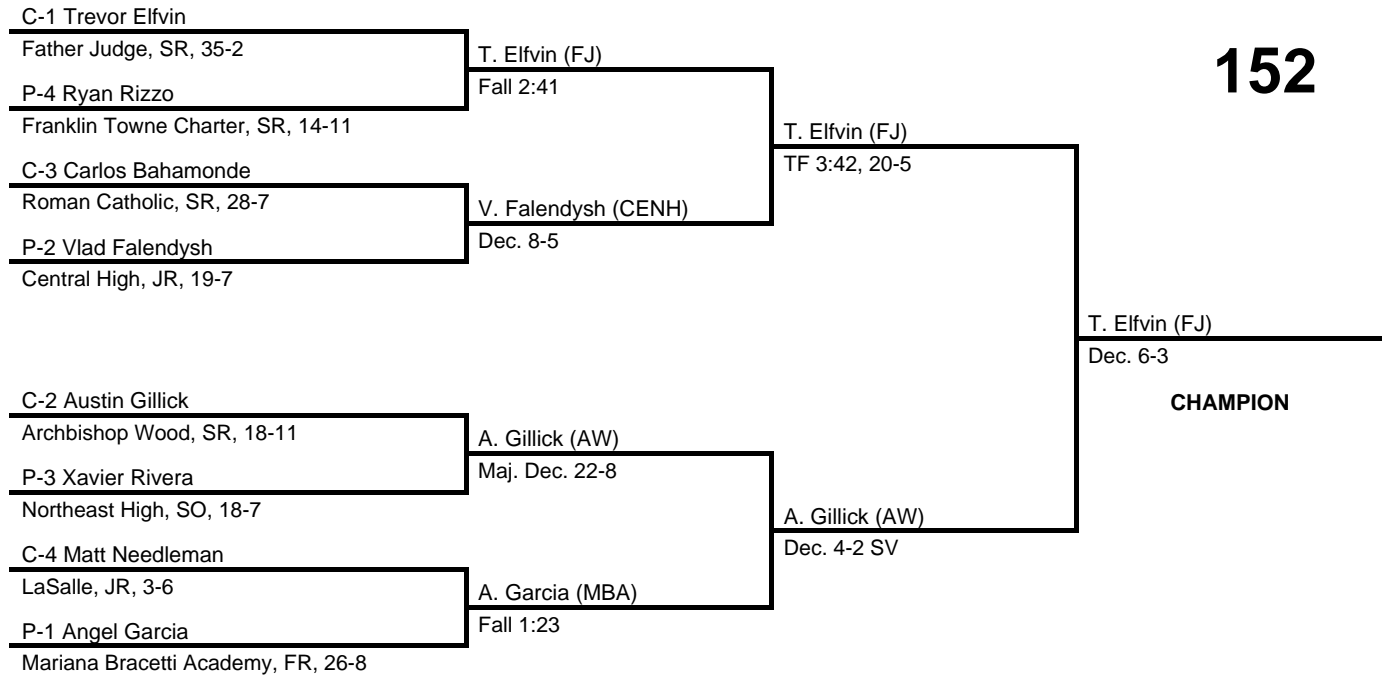 C-1 Trevor Elfvin
Father Judge, SR, 35-2
T. Elfvin (FJ)
Fall 2:41
152
P-4 Ryan Rizzo
Franklin Towne Charter, SR, 14-11
T. Elfvin (FJ)
TF 3:42, 20-5
C-3 Carlos Bahamonde
Roman Catholic, SR, 28-7
V. Falendysh (CENH)
Dec. 8-5
P-2 Vlad Falendysh
Central High, JR, 19-7
T. Elfvin (FJ)
Dec. 6-3
CHAMPION
C-2 Austin Gillick
Archbishop Wood, SR, 18-11
A. Gillick (AW)
Maj. Dec. 22-8
P-3 Xavier Rivera
Northeast High, SO, 18-7
A. Gillick (AW)
Dec. 4-2 SV
C-4 Matt Needleman
LaSalle, JR, 3-6
A. Garcia (MBA)
Fall 1:23
P-1 Angel Garcia
Mariana Bracetti Academy, FR, 26-8